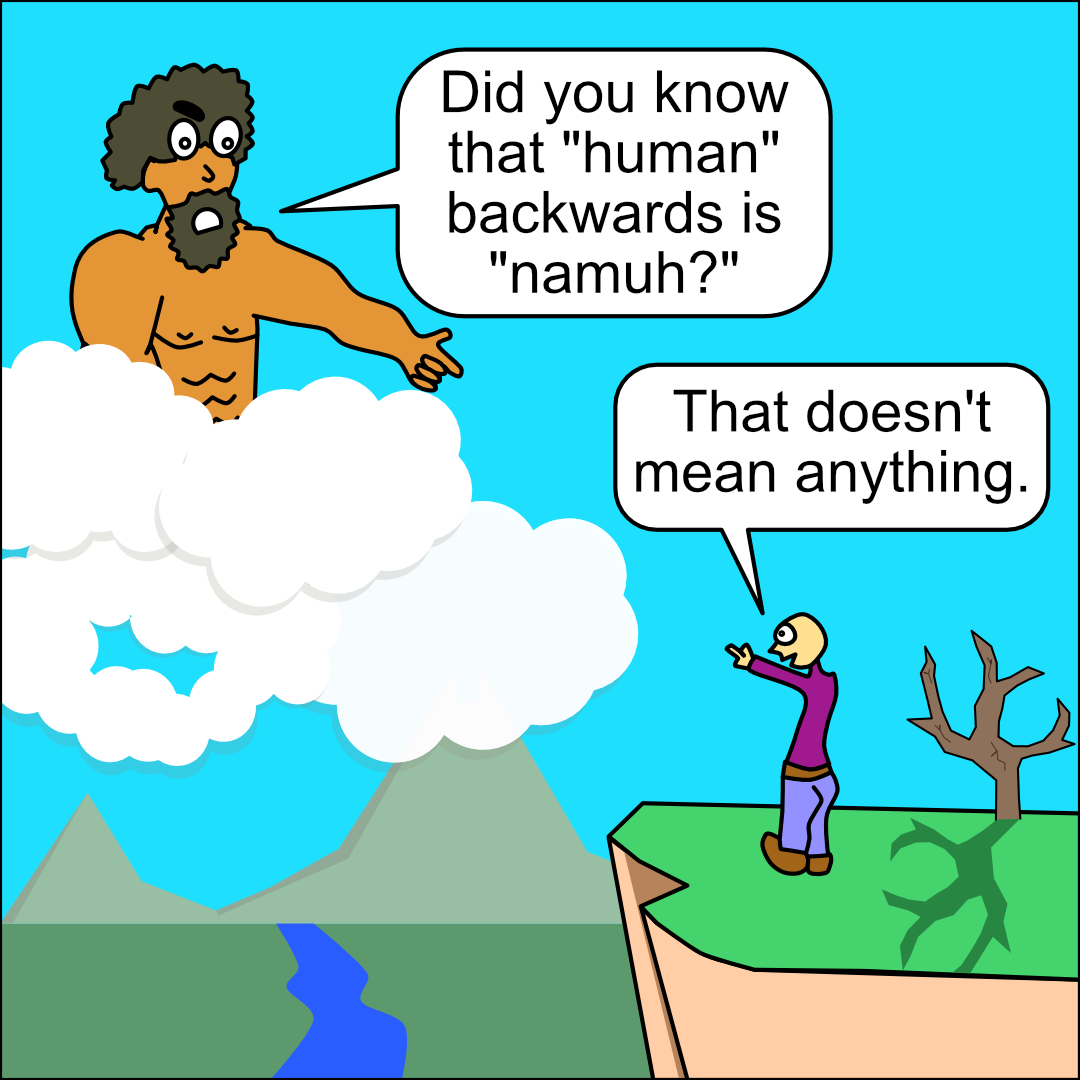 Did you know
that "human"
backwards is
"namuh?"
That doesn't
mean anything.